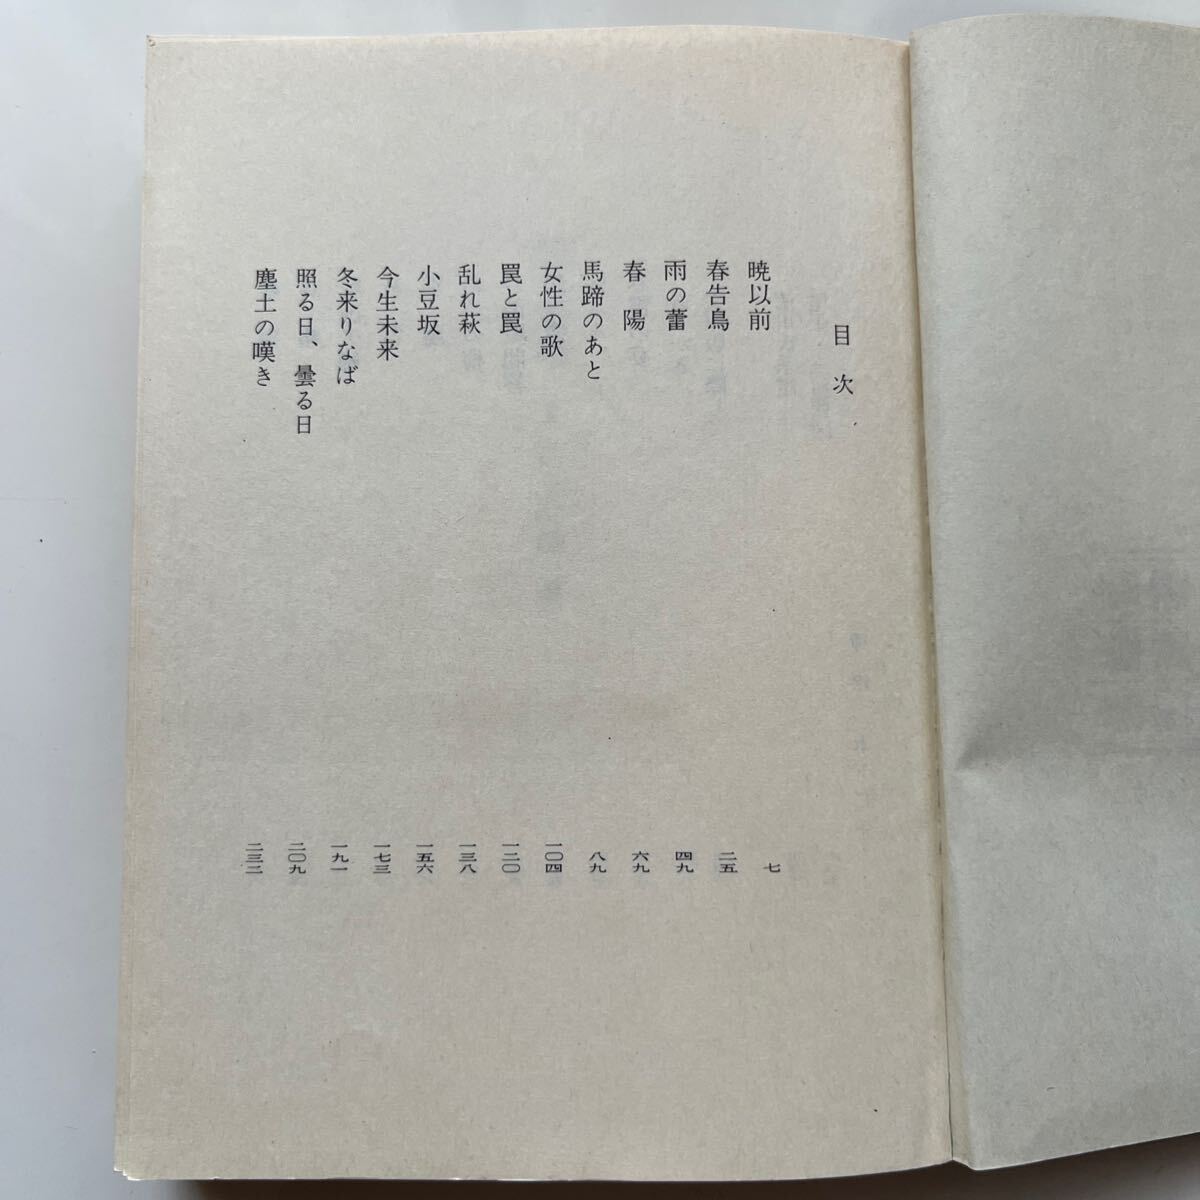 目次
暁以前 七
春告鳥 二五
雨の蕾 四九
春陽 六九
馬蹄のあと 八九
女性の歌 一〇四
罠と罠 一二〇
乱れ萩 一三八
小豆坂 一五六
今生未来 一七三
冬来りなば 一九一
照る日、曇る日 二〇九
塵土の嘆き 二三二